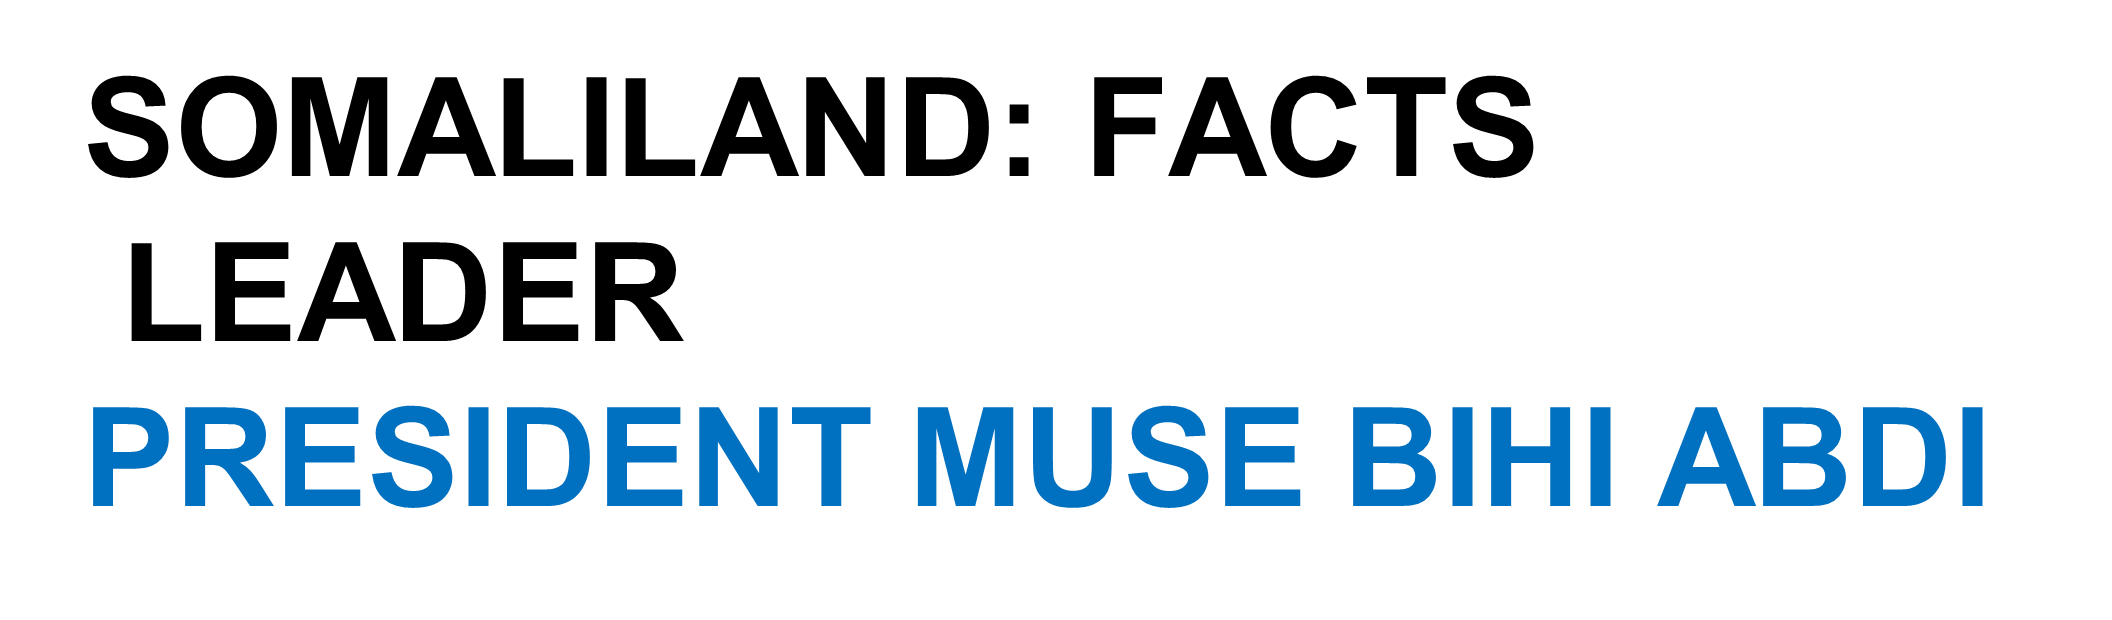 SOMALILAND: FACTS
LEADER
PRESIDENT MUSE BIHI ABDI